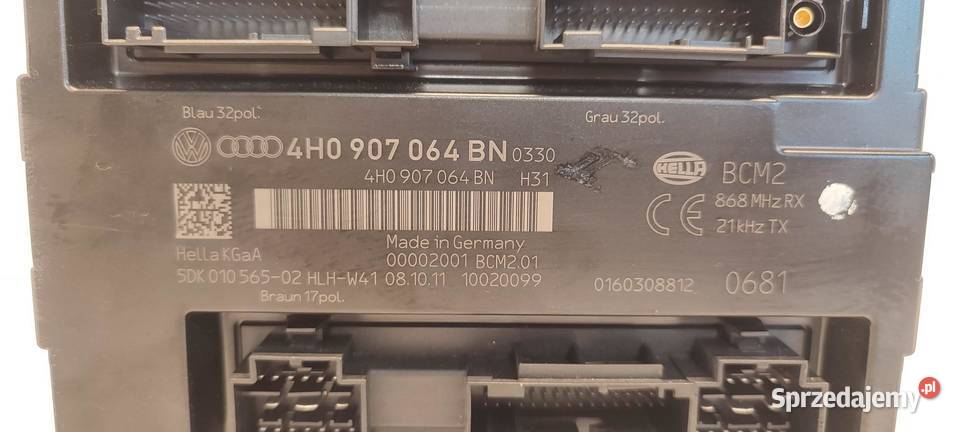 Blau 32pol.
Grau 32pol.
4H0 907 064 BN 0330
4H0 907 064 BN H31
HELLA
BCM2
868 MHz RX
21kHz TX
CE
Made in Germany
Hella KGaA
00002001 BCM2.01
5DK 010 565-02 HLH-W41 08.10.11 10020099
0160308812 0681
Braun 17pol.
Sprzedajemy.pl